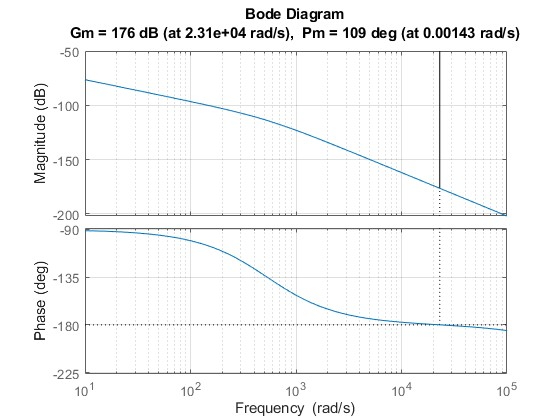 Bode Diagram
Gm = 176 dB (at 2.31e+04 rad/s),  Pm = 109 deg (at 0.00143 rad/s)
-50
-100
-150
-200
Magnitude (dB)
-90
-135
-180
-225
Phase (deg)
10^1 10^2 10^3 10^4 10^5
Frequency  (rad/s)